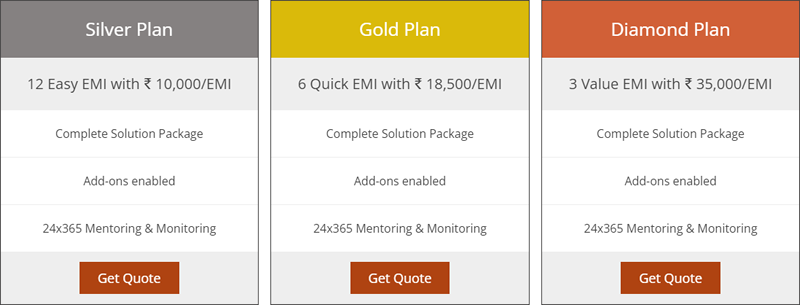 Silver Plan
12 Easy EMI with ₹ 10,000/EMI
Complete Solution Package
Add-ons enabled
24x365 Mentoring & Monitoring
Get Quote
Gold Plan
6 Quick EMI with ₹ 18,500/EMI
Complete Solution Package
Add-ons enabled
24x365 Mentoring & Monitoring
Get Quote
Diamond Plan
3 Value EMI with ₹ 35,000/EMI
Complete Solution Package
Add-ons enabled
24x365 Mentoring & Monitoring
Get Quote